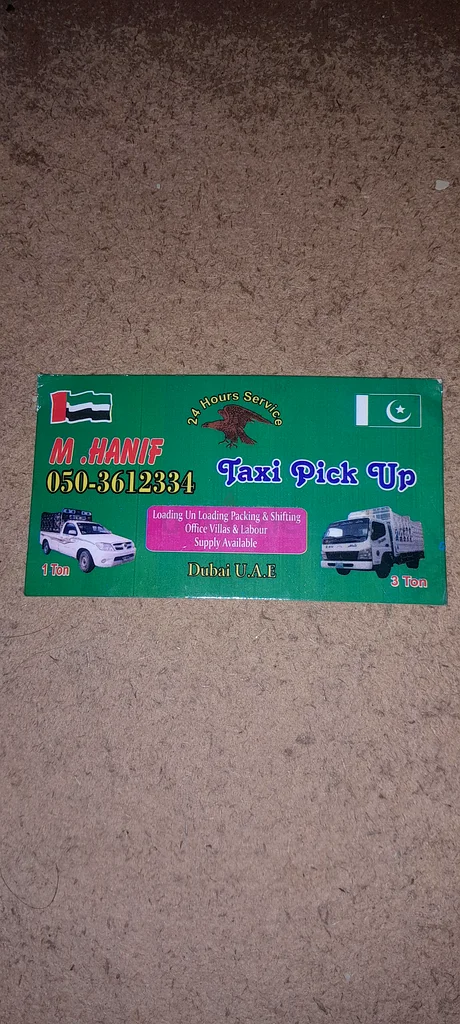 24 Hours Service
M .HANIF
050-3612334
Taxi Pick Up
Loading Un Loading Packing & Shifting
Office Villas & Labour
Supply Available
1 Ton
Dubai U.A.E
3 Ton